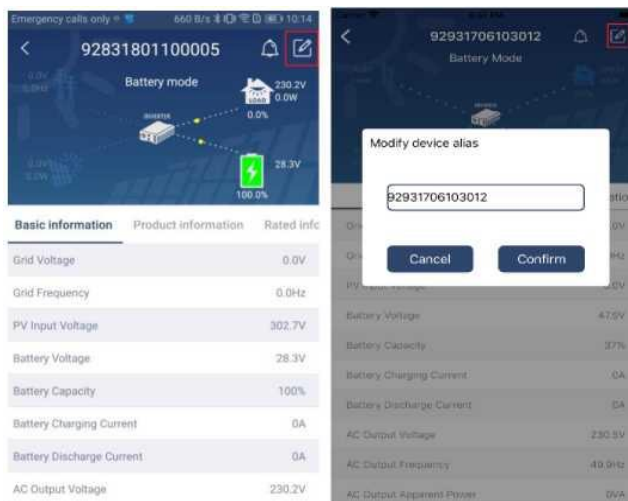 Emergency calls only
660 B/s
10:14
92831801100005
Battery mode
INVERTER
LOAD
230.2V
0.0W
0.0%
28.3V
100.0%
Basic information
Product information
Rated info
Grid Voltage 0.0V
Grid Frequency 0.0Hz
PV Input Voltage 302.7V
Battery Voltage 28.3V
Battery Capacity 100%
Battery Charging Current 0A
Battery Discharge Current 0A
AC Output Voltage 230.2V
92931706103012
Battery Mode
Modify device alias
92931706103012
Cancel
Confirm
Battery Voltage 47.9V
Battery Capacity 37%
Battery Charging Current 0A
Battery Discharge Current 0A
AC Output Voltage 230.9V
AC Output Frequency 49.9Hz
AC Output Apparent Power 0VA